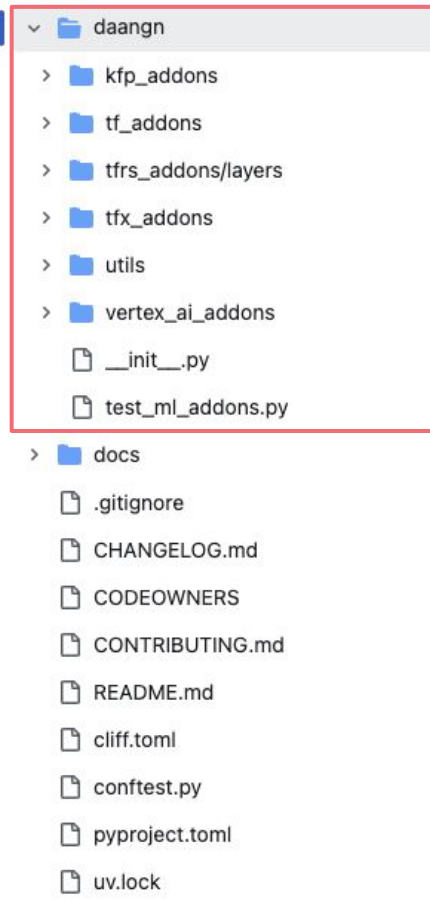 daangn
kfp_addons
tf_addons
tfrs_addons/layers
tfx_addons
utils
vertex_ai_addons
__init__.py
test_ml_addons.py
docs
.gitignore
CHANGELOG.md
CODEOWNERS
CONTRIBUTING.md
README.md
cliff.toml
conftest.py
pyproject.toml
uv.lock